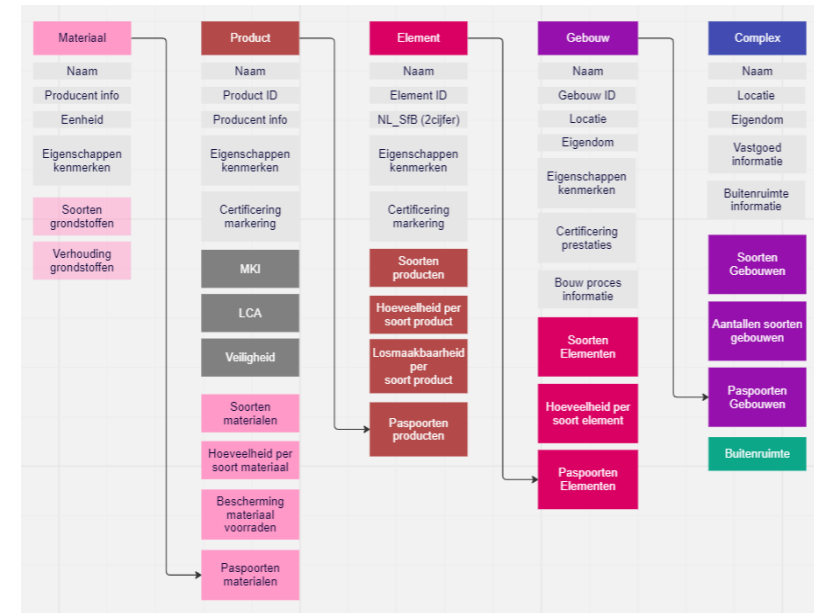 Materiaal
Naam
Producent info
Eenheid
Eigenschappen
kenmerken
Soorten
grondstoffen
Verhouding
grondstoffen
Product
Naam
Product ID
Producent info
Eigenschappen
kenmerken
Certificering
markering
MKI
LCA
Veiligheid
Soorten
materialen
Hoeveelheid per
soort materiaal
Bescherming
materiaal
voorraden
Paspoorten
materialen
Element
Naam
Element ID
NL_SfB (2cijfer)
Eigenschappen
kenmerken
Certificering
markering
Soorten
producten
Hoeveelheid per
soort product
Losmaakbaarheid
per
soort product
Paspoorten
producten
Gebouw
Naam
Gebouw ID
Locatie
Eigendom
Eigenschappen
kenmerken
Certificering
prestaties
Bouw proces
informatie
Soorten
Elementen
Hoeveelheid per
soort element
Paspoorten
Elementen
Complex
Naam
Locatie
Eigendom
Vastgoed
informatie
Buitenruimte
informatie
Soorten
Gebouwen
Aantallen soorten
gebouwen
Paspoorten
Gebouwen
Buitenruimte